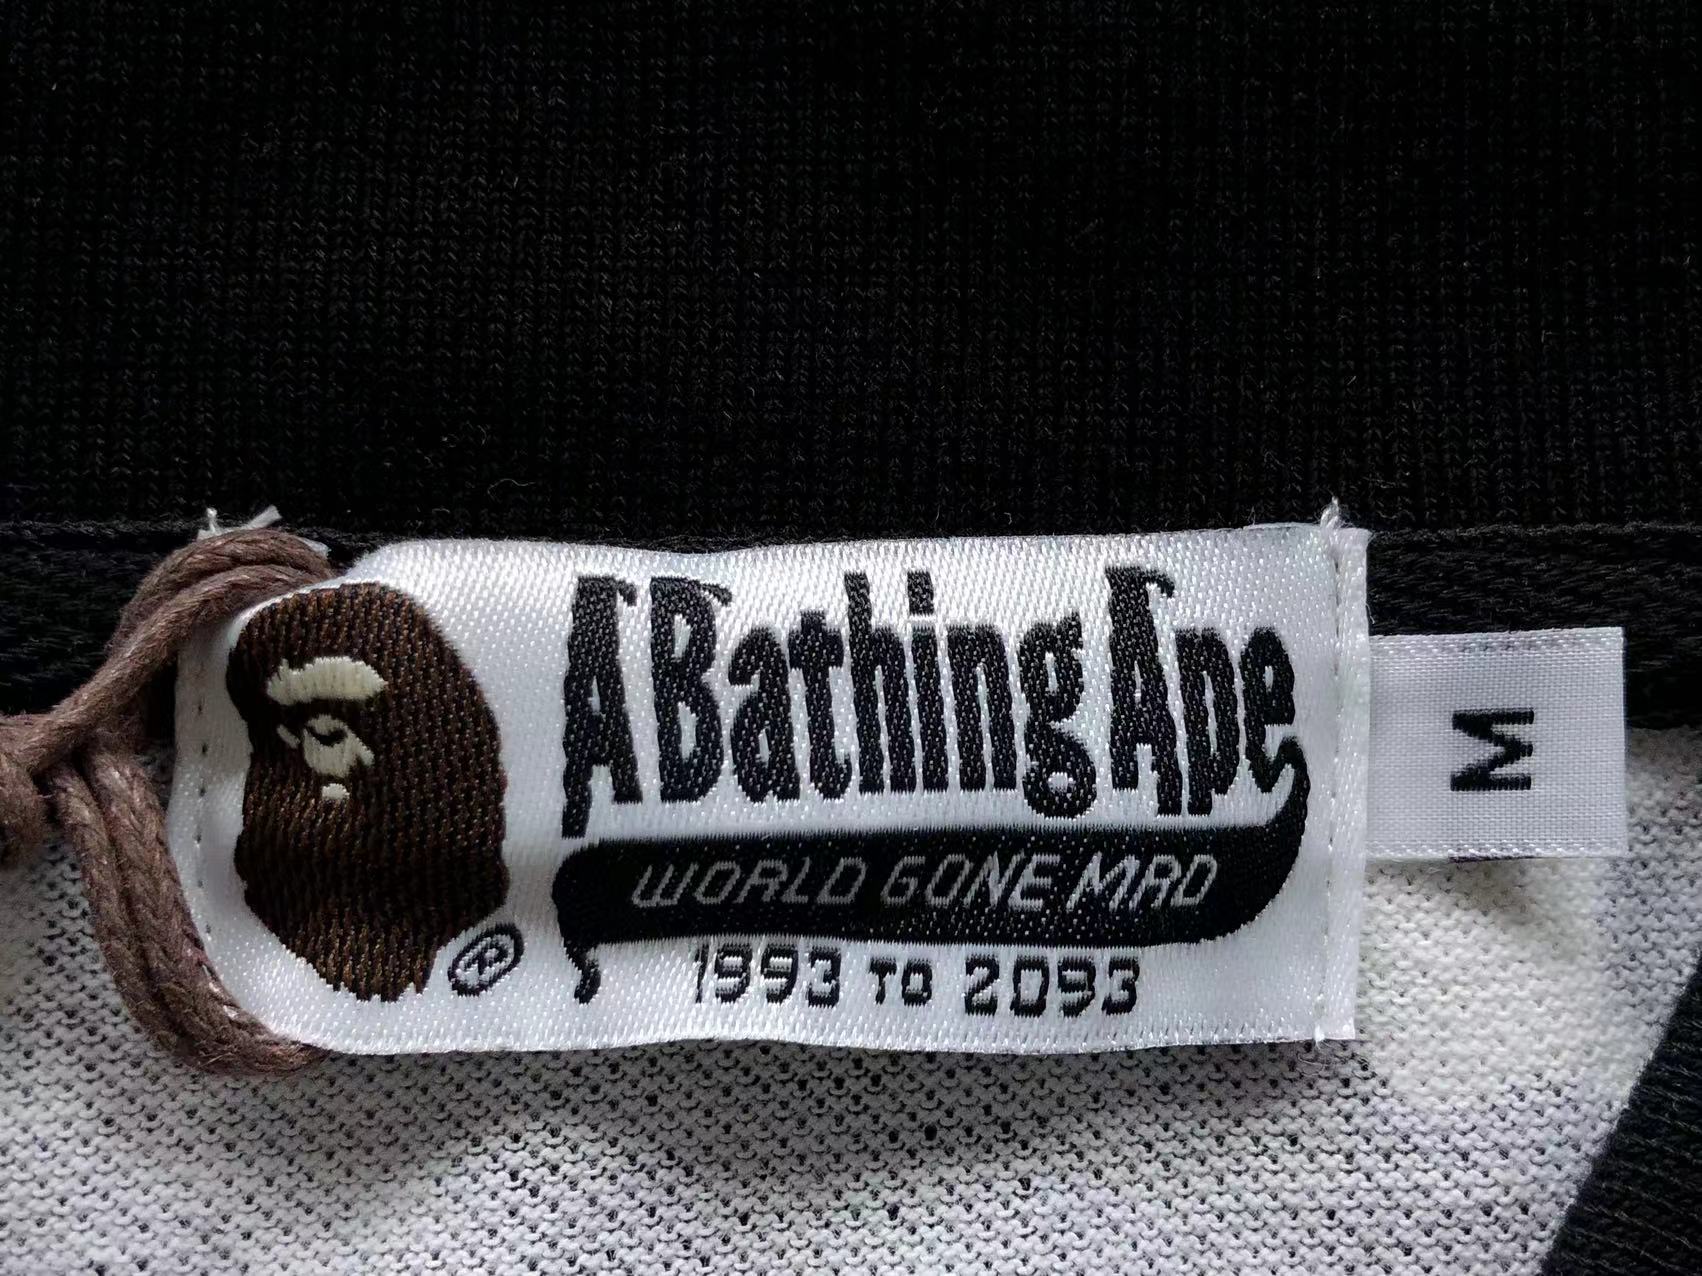 A Bathing Ape
WORLD GONE MAD
1993 TO 2093
®
M